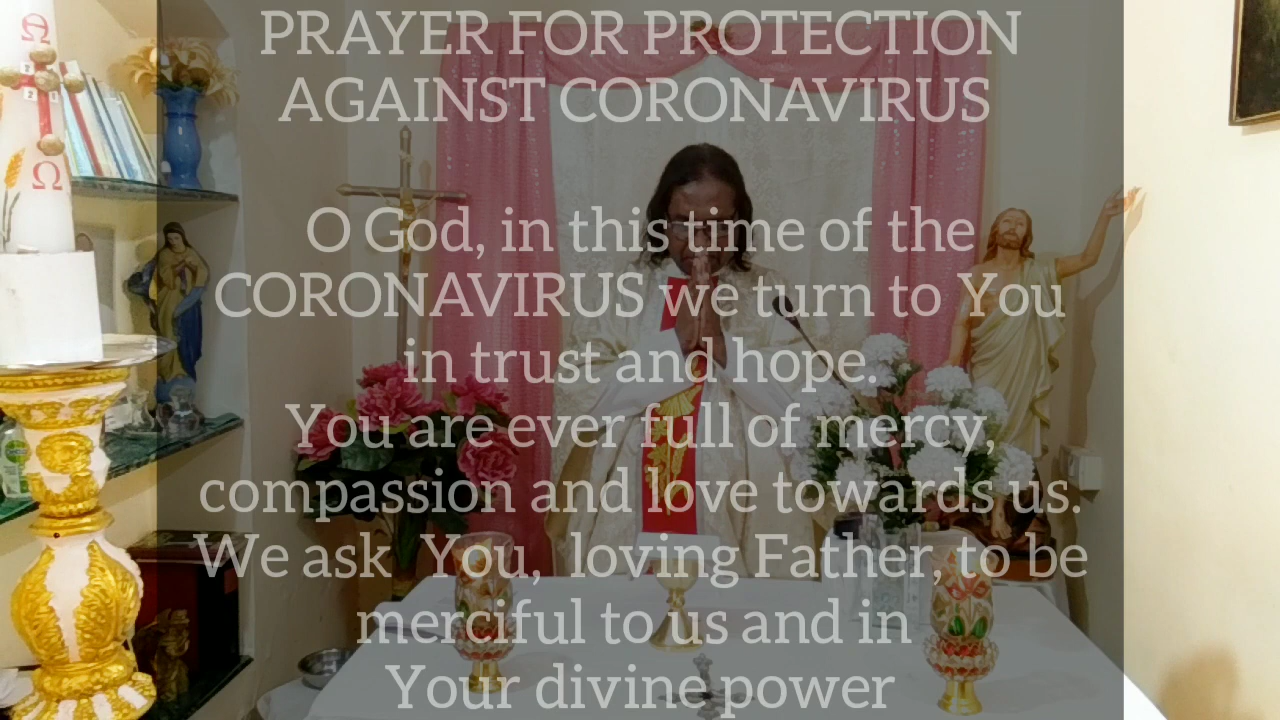 PRAYER FOR PROTECTION
AGAINST CORONAVIRUS
O God, in this time of the
CORONAVIRUS we turn to You
in trust and hope.
You are ever full of mercy,
compassion and love towards us.
We ask You, loving Father, to be
merciful to us and in
Your divine power
Α
2
2
Ω